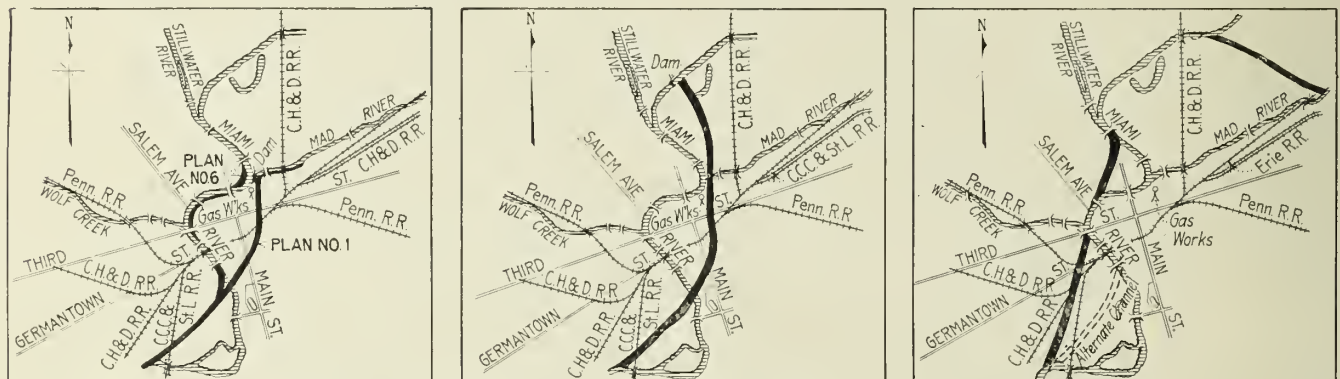 N
STILLWATER
RIVER
C.H.& D.R.R.
MIAMI
Dam
MAD RIVER
C.H.& D. R.R.
SALEM AVE
PLAN
NO.6
ST.
Penn. R.R.
WOLF CREEK
Gas W'ks
Penn. R.R.
PLAN NO.1
RIVER
ST.
THIRD
C.H.& D. R.R.
MAIN
ST.
GERMANTOWN
C.H.& D.R.R.
C.C.C.&
St.L. R.R.
N
STILLWATER
RIVER
Dam
C.H.& D. R.R.
MIAMI
MAD RIVER
C.C.C. & St. L. R.R.
SALEM AVE
ST.
Penn. R.R.
WOLF CREEK
Gas W'ks
Penn. R.R.
RIVER
ST.
THIRD
C.H.& D. R.R.
MAIN
ST.
GERMANTOWN
C.H.& D.R.R.
C.C.C.&
St.L. R.R.
N
STILLWATER
RIVER
C.H.& D. R.R.
MIAMI
MAD RIVER
Erie R.R.
SALEM AVE
ST.
Penn. R.R.
WOLF CREEK
Gas
Works
RIVER
MAIN
ST.
ST.
THIRD
C.H.& D. R.R.
Alternate Channel
GERMANTOWN
C.H.& D.R.R.